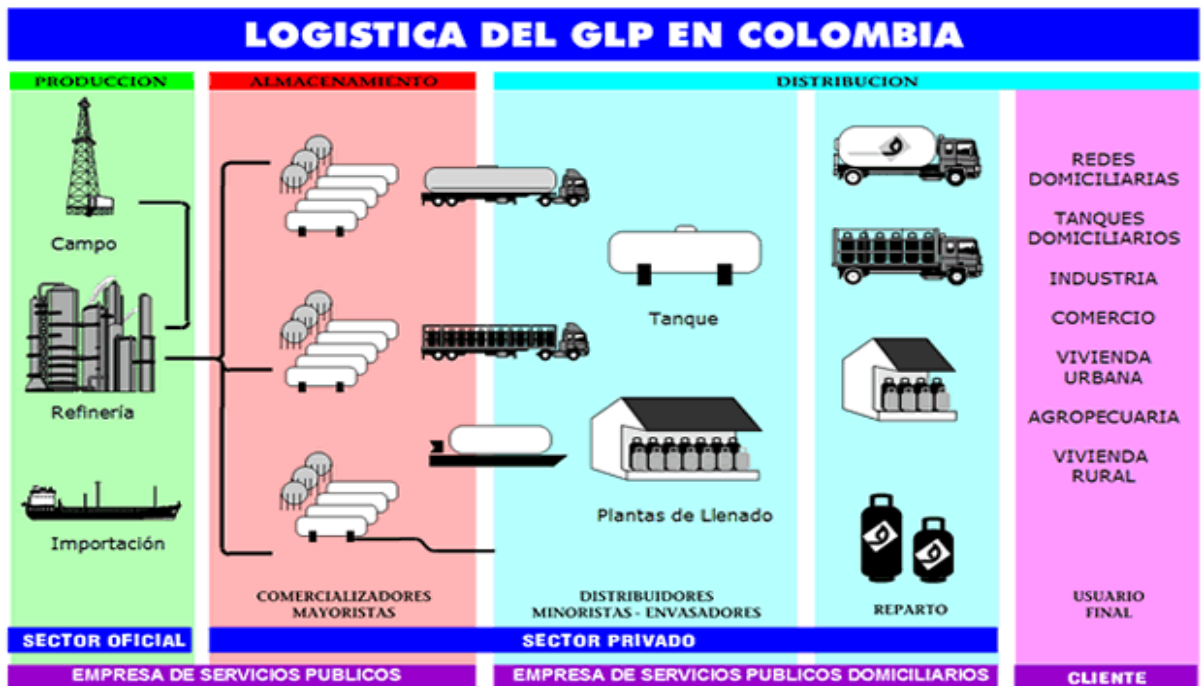 LOGISTICA DEL GLP EN COLOMBIA
PRODUCCION
ALMACENAMIENTO
DISTRIBUCION
Campo
Refinería
Importación
COMERCIALIZADORES
MAYORISTAS
Tanque
Plantas de Llenado
DISTRIBUIDORES
MINORISTAS - ENVASADORES
REPARTO
REDES
DOMICILIARIAS
TANQUES
DOMICILIARIOS
INDUSTRIA
COMERCIO
VIVIENDA
URBANA
AGROPECUARIA
VIVIENDA
RURAL
USUARIO
FINAL
SECTOR OFICIAL
SECTOR PRIVADO
EMPRESA DE SERVICIOS PUBLICOS
EMPRESA DE SERVICIOS PUBLICOS DOMICILIARIOS
CLIENTE